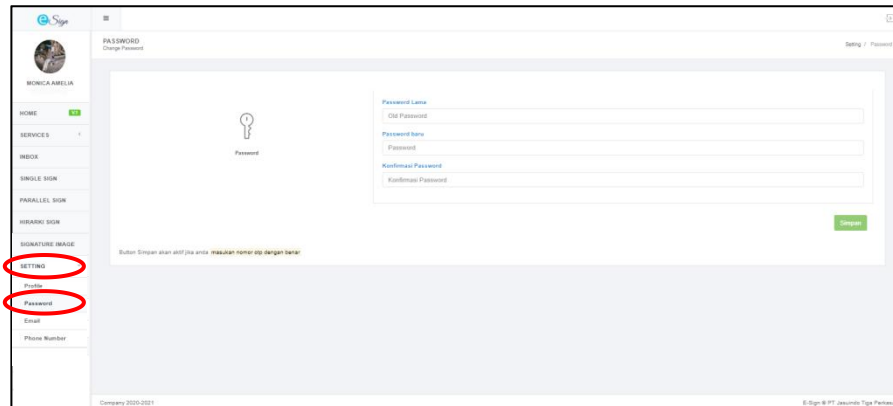 eSign
PASSWORD
Change Password
Setting / Password
MONICA AMELIA
HOME V3
SERVICES
INBOX
SINGLE SIGN
PARALLEL SIGN
HIRARKI SIGN
SIGNATURE IMAGE
SETTING
Profile
Password
Email
Phone Number
Password
Password Lama
Old Password
Password baru
Password
Konfirmasi Password
Konfirmasi Password
Simpan
Button Simpan akan aktif jika anda masukan nomor otp dengan benar
Company 2020-2021
E-Sign © PT Jasuindo Tiga Perkasa